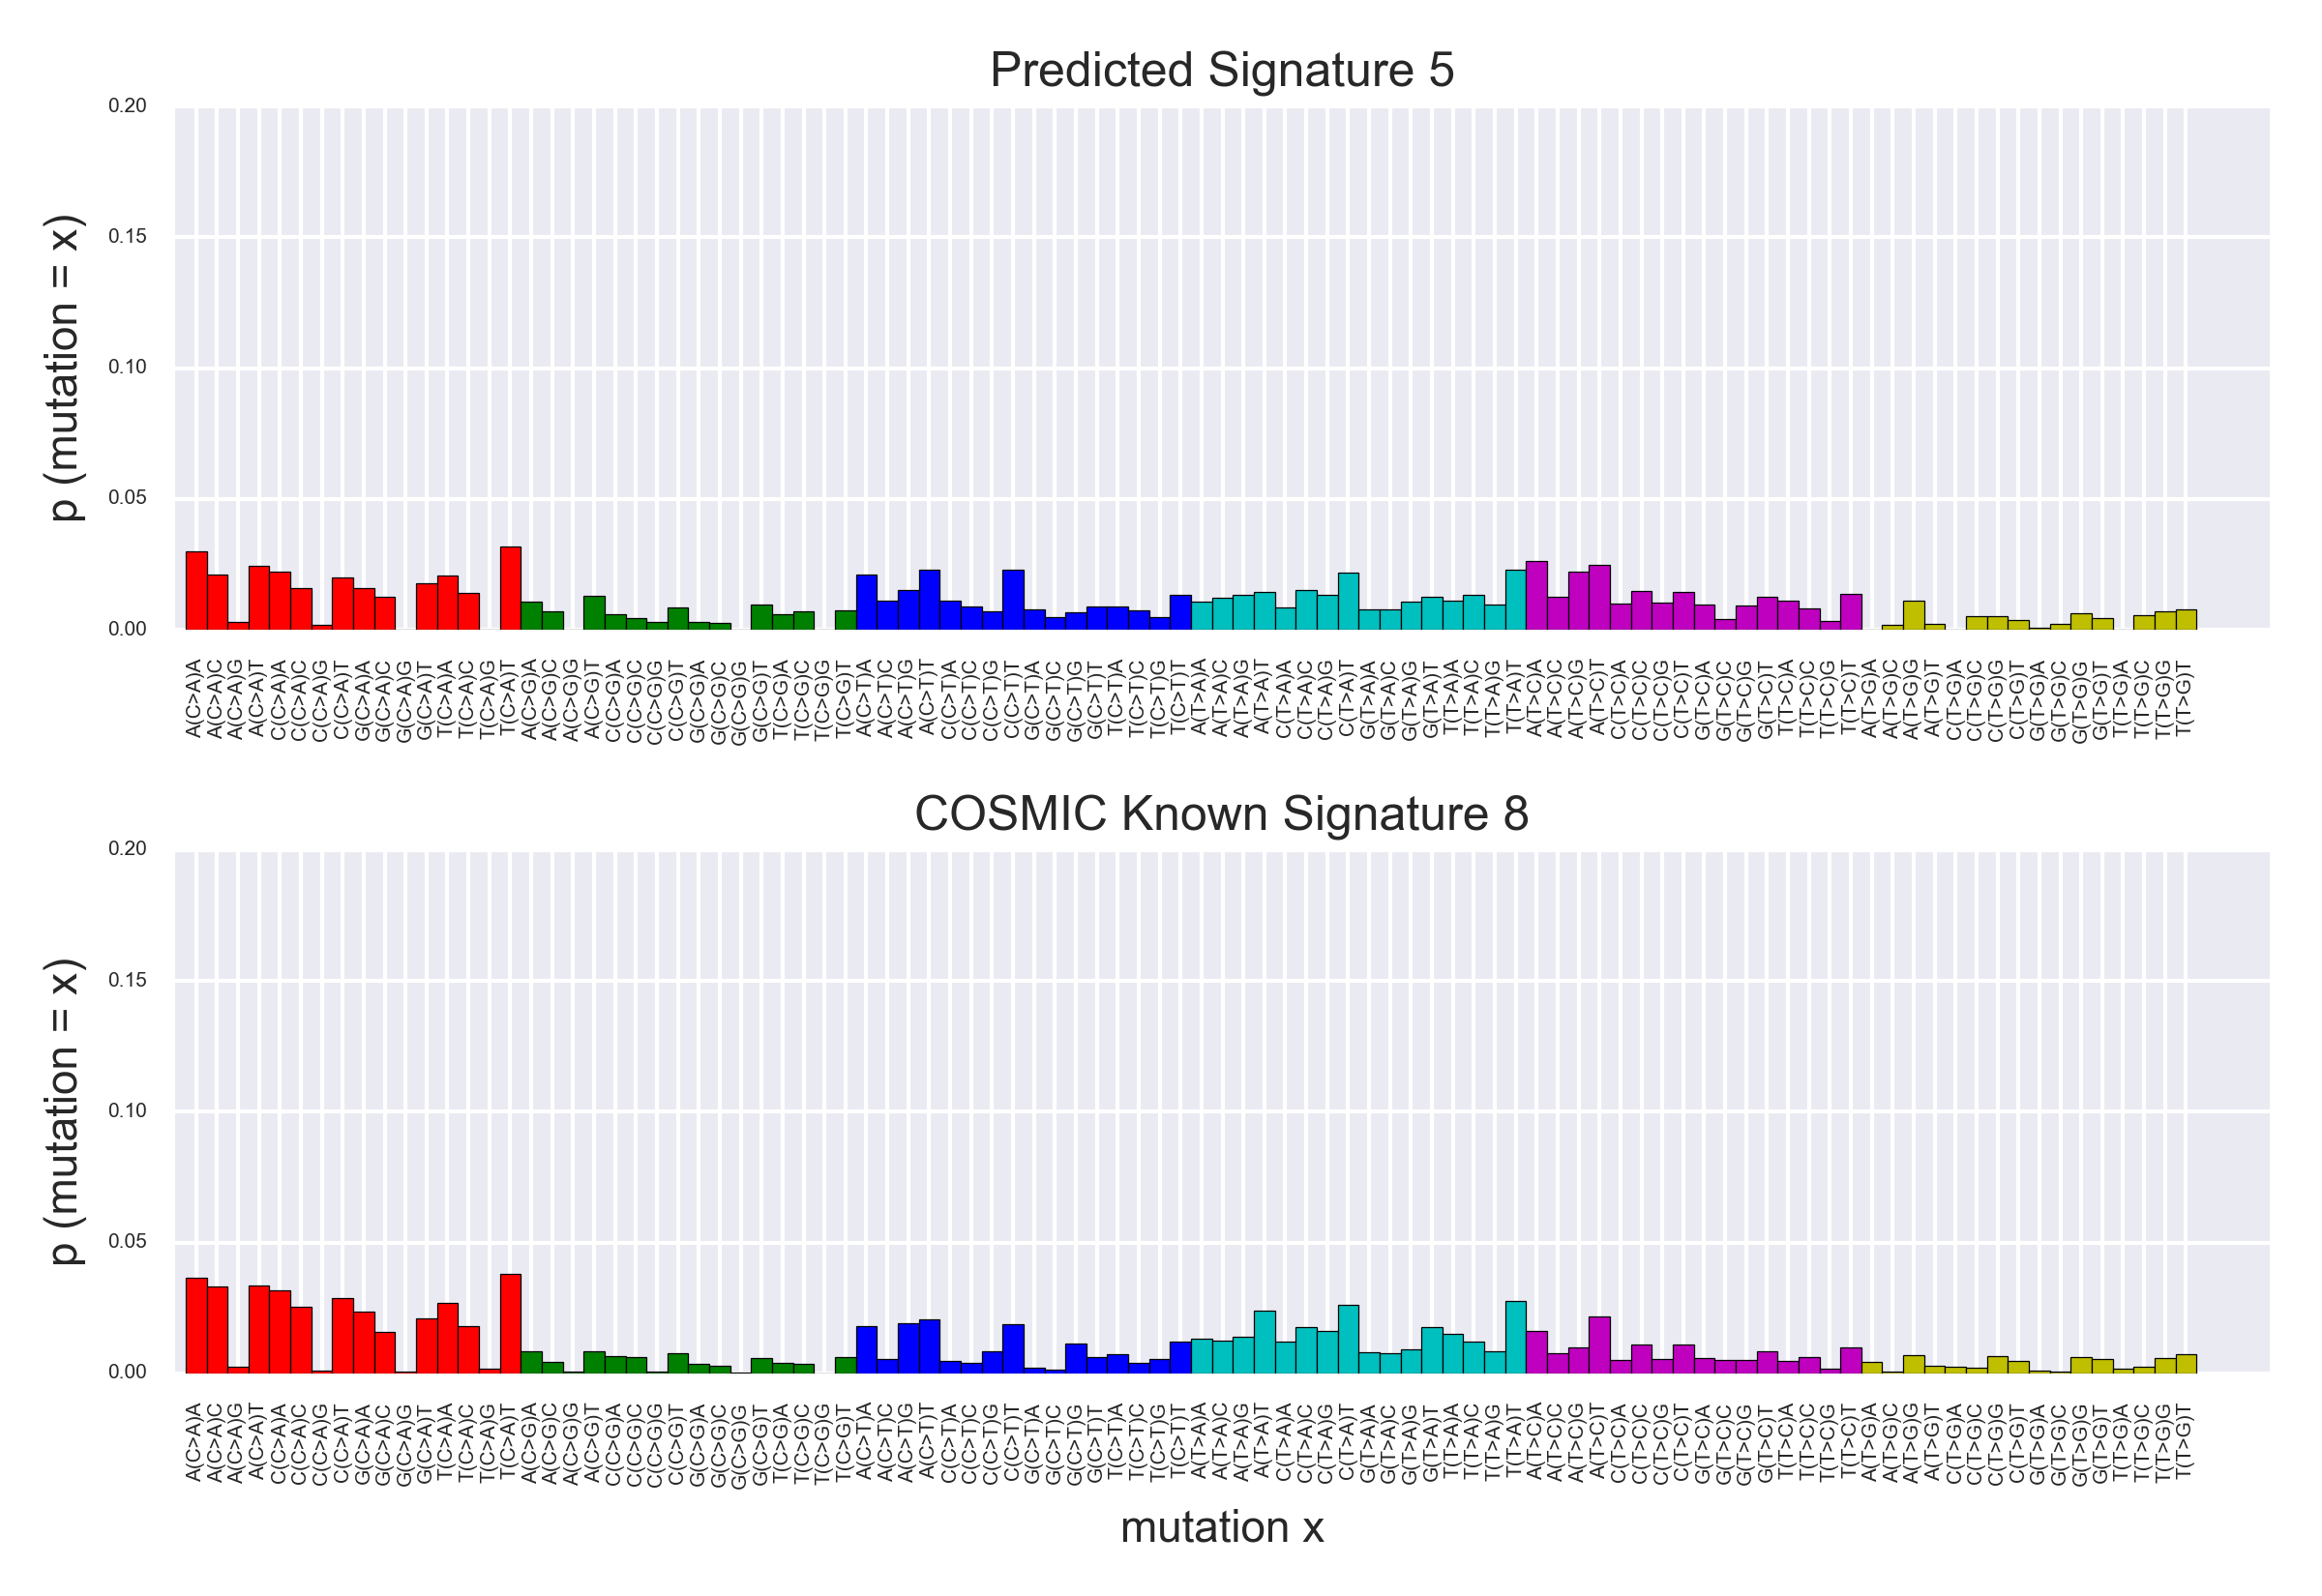 Predicted Signature 5
0.20
0.15
0.10
0.05
0.00
p (mutation = x)
A(C>A)A A(C>A)C A(C>A)G A(C>A)T C(C>A)A C(C>A)C C(C>A)G C(C>A)T G(C>A)A G(C>A)C G(C>A)G G(C>A)T T(C>A)A T(C>A)C T(C>A)G T(C>A)T A(C>G)A A(C>G)C A(C>G)G A(C>G)T C(C>G)A C(C>G)C C(C>G)G C(C>G)T G(C>G)A G(C>G)C G(C>G)G G(C>G)T T(C>G)A T(C>G)C T(C>G)G T(C>G)T A(C>T)A A(C>T)C A(C>T)G A(C>T)T C(C>T)A C(C>T)C C(C>T)G C(C>T)T G(C>T)A G(C>T)C G(C>T)G G(C>T)T T(C>T)A T(C>T)C T(C>T)G T(C>T)T A(T>A)A A(T>A)C A(T>A)G A(T>A)T C(T>A)A C(T>A)C C(T>A)G C(T>A)T G(T>A)A G(T>A)C G(T>A)G G(T>A)T T(T>A)A T(T>A)C T(T>A)G T(T>A)T A(T>C)A A(T>C)C A(T>C)G A(T>C)T C(T>C)A C(T>C)C C(T>C)G C(T>C)T G(T>C)A G(T>C)C G(T>C)G G(T>C)T T(T>C)A T(T>C)C T(T>C)G T(T>C)T A(T>G)A A(T>G)C A(T>G)G A(T>G)T C(T>G)A C(T>G)C C(T>G)G C(T>G)T G(T>G)A G(T>G)C G(T>G)G G(T>G)T T(T>G)A T(T>G)C T(T>G)G T(T>G)T
COSMIC Known Signature 8
0.20
0.15
0.10
0.05
0.00
p (mutation = x)
A(C>A)A A(C>A)C A(C>A)G A(C>A)T C(C>A)A C(C>A)C C(C>A)G C(C>A)T G(C>A)A G(C>A)C G(C>A)G G(C>A)T T(C>A)A T(C>A)C T(C>A)G T(C>A)T A(C>G)A A(C>G)C A(C>G)G A(C>G)T C(C>G)A C(C>G)C C(C>G)G C(C>G)T G(C>G)A G(C>G)C G(C>G)G G(C>G)T T(C>G)A T(C>G)C T(C>G)G T(C>G)T A(C>T)A A(C>T)C A(C>T)G A(C>T)T C(C>T)A C(C>T)C C(C>T)G C(C>T)T G(C>T)A G(C>T)C G(C>T)G G(C>T)T T(C>T)A T(C>T)C T(C>T)G T(C>T)T A(T>A)A A(T>A)C A(T>A)G A(T>A)T C(T>A)A C(T>A)C C(T>A)G C(T>A)T G(T>A)A G(T>A)C G(T>A)G G(T>A)T T(T>A)A T(T>A)C T(T>A)G T(T>A)T A(T>C)A A(T>C)C A(T>C)G A(T>C)T C(T>C)A C(T>C)C C(T>C)G C(T>C)T G(T>C)A G(T>C)C G(T>C)G G(T>C)T T(T>C)A T(T>C)C T(T>C)G T(T>C)T A(T>G)A A(T>G)C A(T>G)G A(T>G)T C(T>G)A C(T>G)C C(T>G)G C(T>G)T G(T>G)A G(T>G)C G(T>G)G G(T>G)T T(T>G)A T(T>G)C T(T>G)G T(T>G)T
mutation x